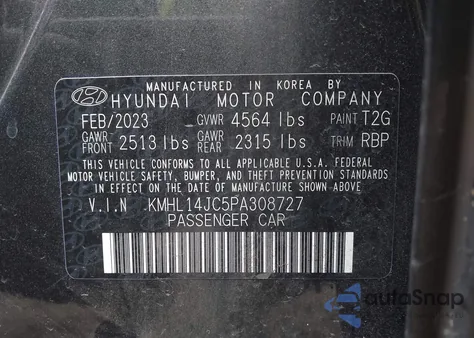 MANUFACTURED IN KOREA BY
HYUNDAI MOTOR COMPANY
FEB/2023 GVWR 4564 lbs PAINT T2G
GAWR FRONT 2513 lbs GAWR REAR 2315 lbs TRIM RBP
THIS VEHICLE CONFORMS TO ALL APPLICABLE U.S.A. FEDERAL
MOTOR VEHICLE SAFETY, BUMPER, AND THEFT PREVENTION STANDARDS
IN EFFECT ON THE DATE OF MANUFACTURE SHOWN ABOVE.
V.I.N KMHL14JC5PA308727
PASSENGER CAR
autoSnap